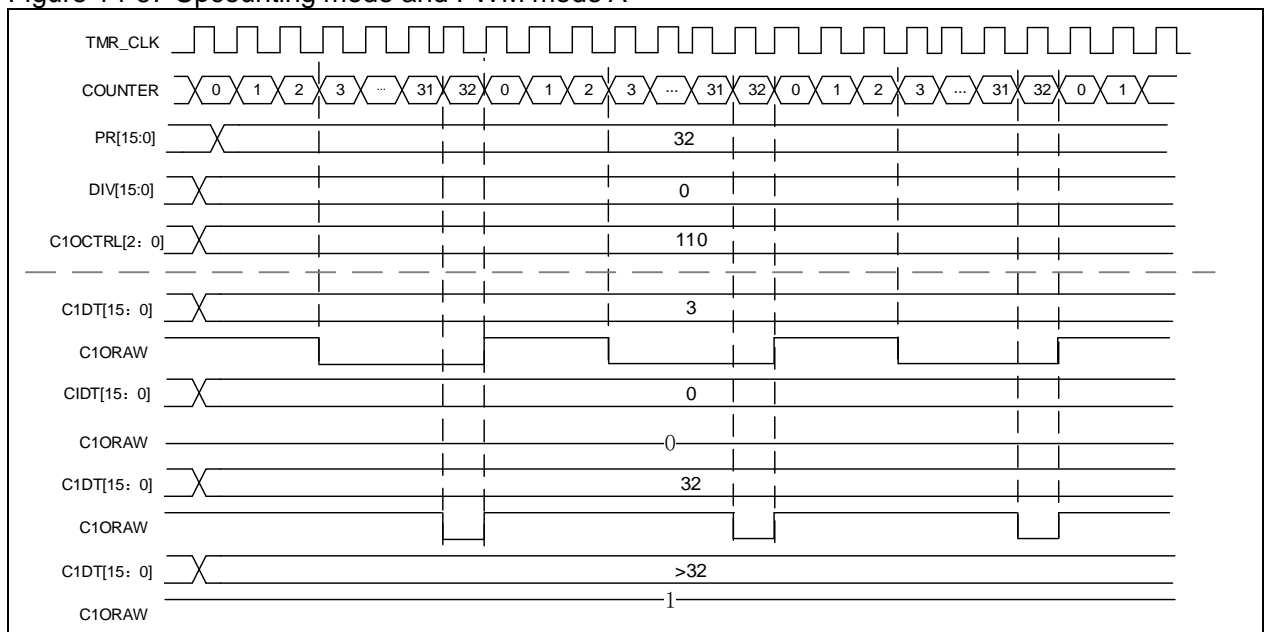 Figure Upcounting mode and PWM mode A
TMR_CLK
COUNTER 0 1 2 3 ... 31 32 0 1 2 3 ... 31 32 0 1 2 3 ... 31 32 0 1
PR[15:0] 32
DIV[15:0] 0
C1OCTRL[2：0] 110
C1DT[15：0] 3
C1ORAW
CIDT[15：0] 0
C1ORAW 0
C1DT[15：0] 32
C1ORAW
C1DT[15：0] >32
C1ORAW 1